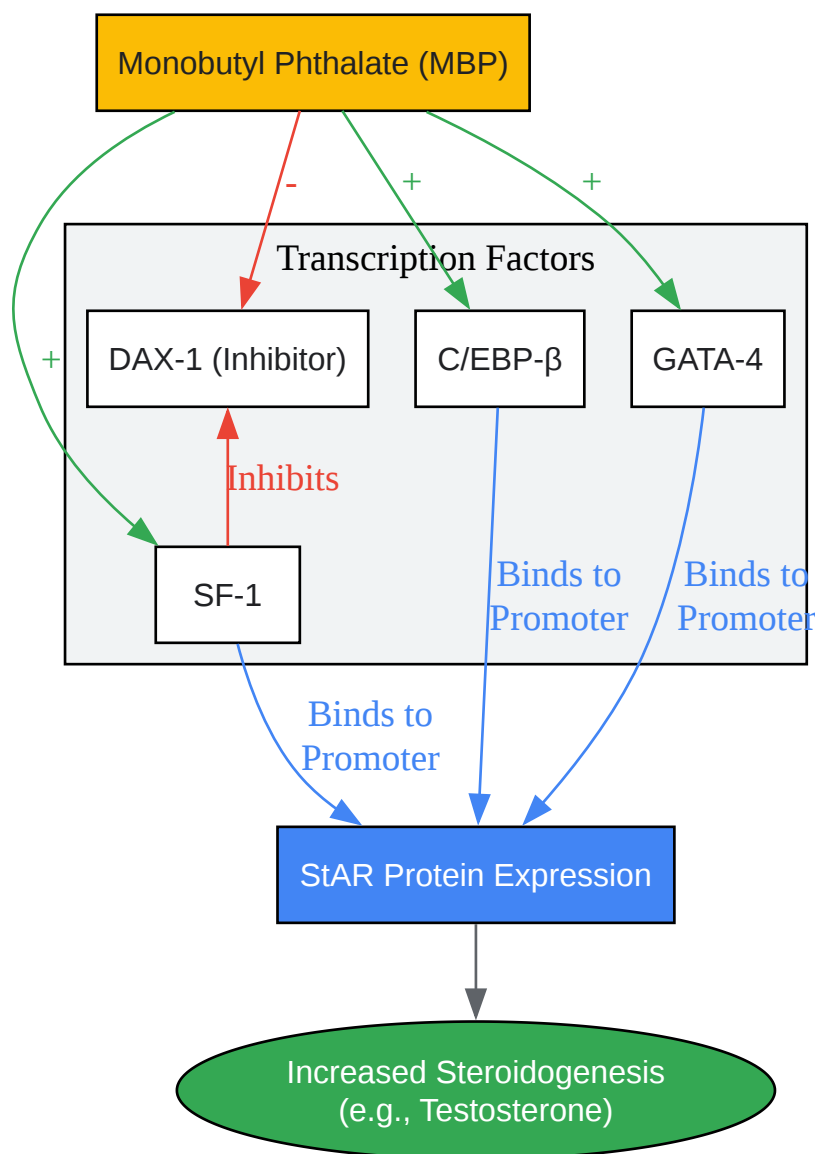 Monobutyl Phthalate (MBP)
-
+
+
Transcription Factors
DAX-1 (Inhibitor)
C/EBP-β
GATA-4
+
Inhibits
SF-1
Binds to
Promoter
Binds to
Promoter
Binds to
Promoter
StAR Protein Expression
Increased Steroidogenesis
(e.g., Testosterone)